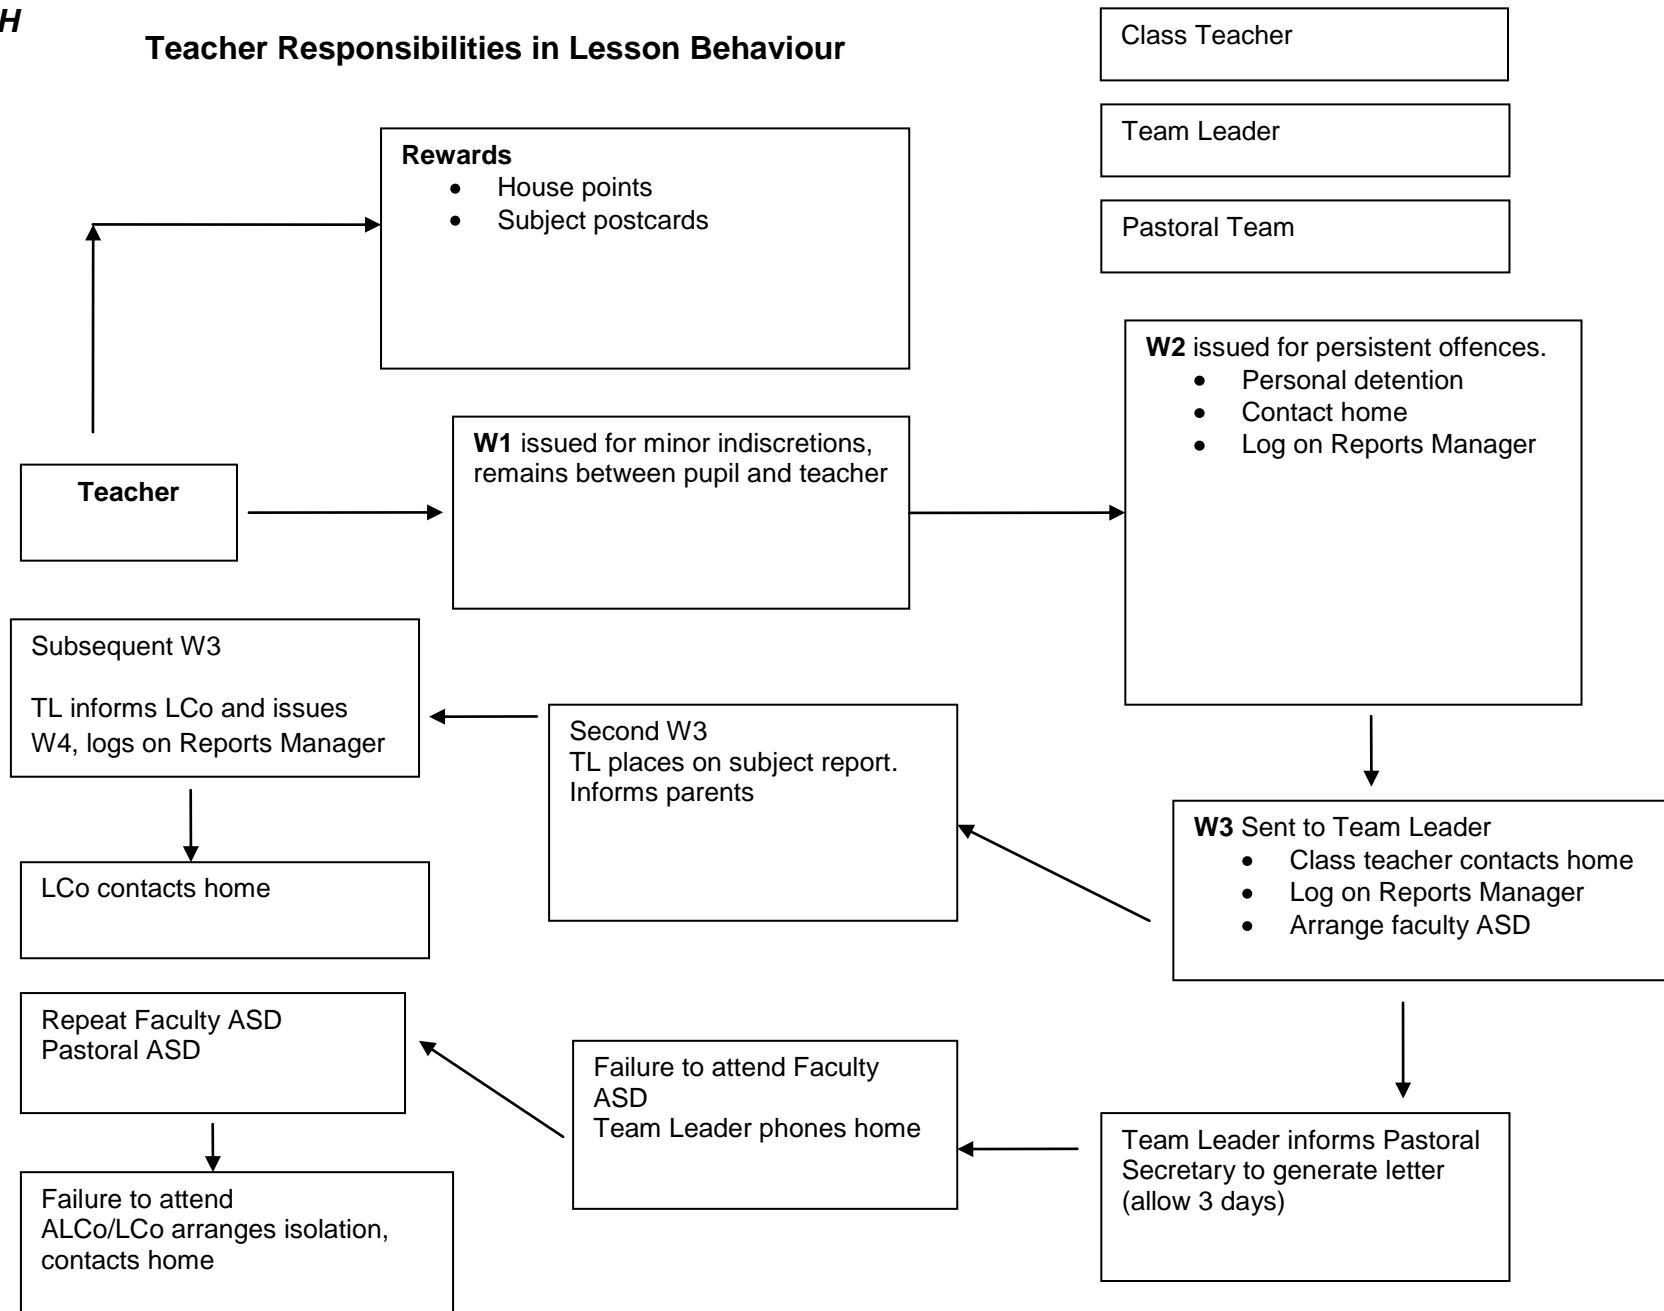 H
Teacher Responsibilities in Lesson Behaviour
Class Teacher
Team Leader
Pastoral Team
Rewards
• House points
• Subject postcards
W2 issued for persistent offences.
• Personal detention
• Contact home
• Log on Reports Manager
W1 issued for minor indiscretions,
remains between pupil and teacher
Teacher
Subsequent W3
TL informs LCo and issues
W4, logs on Reports Manager
Second W3
TL places on subject report.
Informs parents
W3 Sent to Team Leader
• Class teacher contacts home
• Log on Reports Manager
• Arrange faculty ASD
LCo contacts home
Repeat Faculty ASD
Pastoral ASD
Failure to attend Faculty
ASD
Team Leader phones home
Team Leader informs Pastoral
Secretary to generate letter
(allow 3 days)
Failure to attend
ALCo/LCo arranges isolation,
contacts home